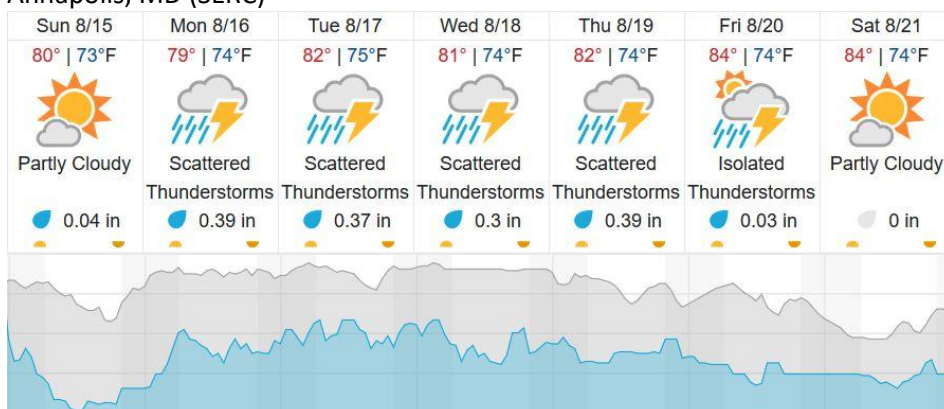 Annapolis, MD (SERC)
Sun 8/15 Mon 8/16 Tue 8/17 Wed 8/18 Thu 8/19 Fri 8/20 Sat 8/21
80° | 73°F 79° | 74°F 82° | 75°F 81° | 74°F 82° | 74°F 84° | 74°F 84° | 74°F
Partly Cloudy Scattered Scattered Scattered Scattered Isolated Partly Cloudy
Thunderstorms Thunderstorms Thunderstorms Thunderstorms Thunderstorms
0.04 in 0.39 in 0.37 in 0.3 in 0.39 in 0.03 in 0 in